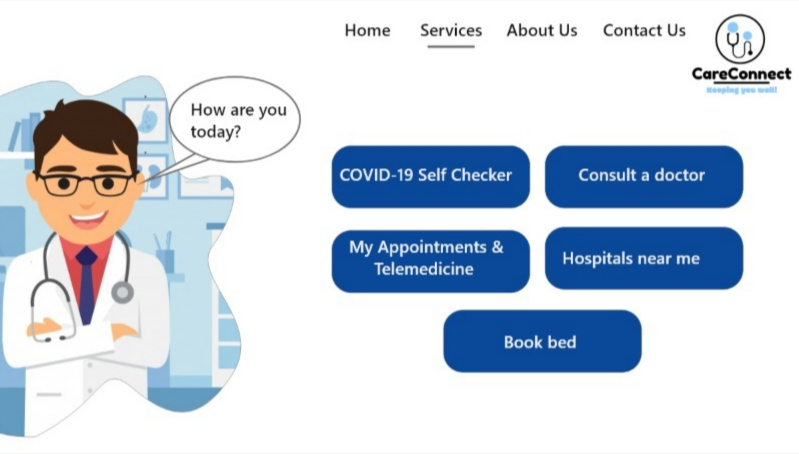 Home Services About Us Contact Us
CareConnect
Keeping you well!
How are you
today?
COVID-19 Self Checker
Consult a doctor
My Appointments &
Telemedicine
Hospitals near me
Book bed